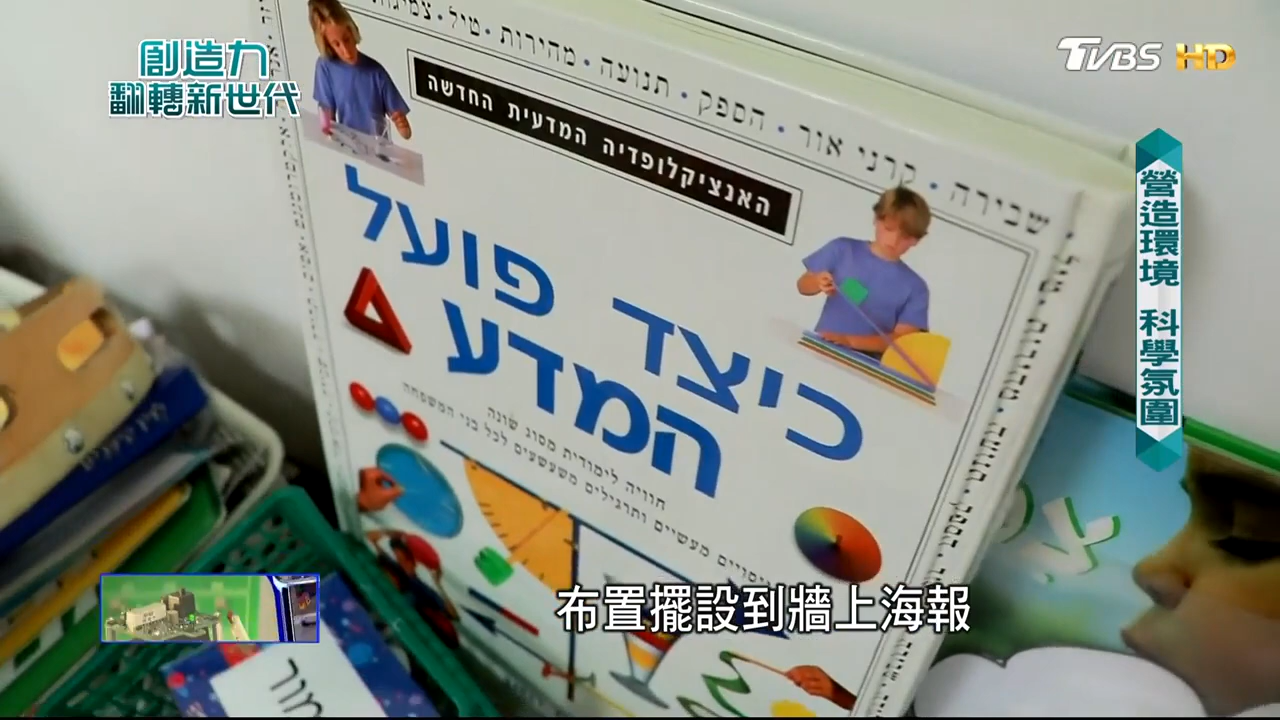 創造力
翻轉新世代
TVBS HD
營造環境 科學氛圍
שבירה • קרני אור • הספק • תנועה • מהירות • טיל •
האנציקלופדיה המדעית החדשה
כיצד פועל
המדע
חוויה לימודית מסוג שונה
ניסויים מעשיים ותרגילים משעשעים לכל בני המשפחה
布置擺設到牆上海報